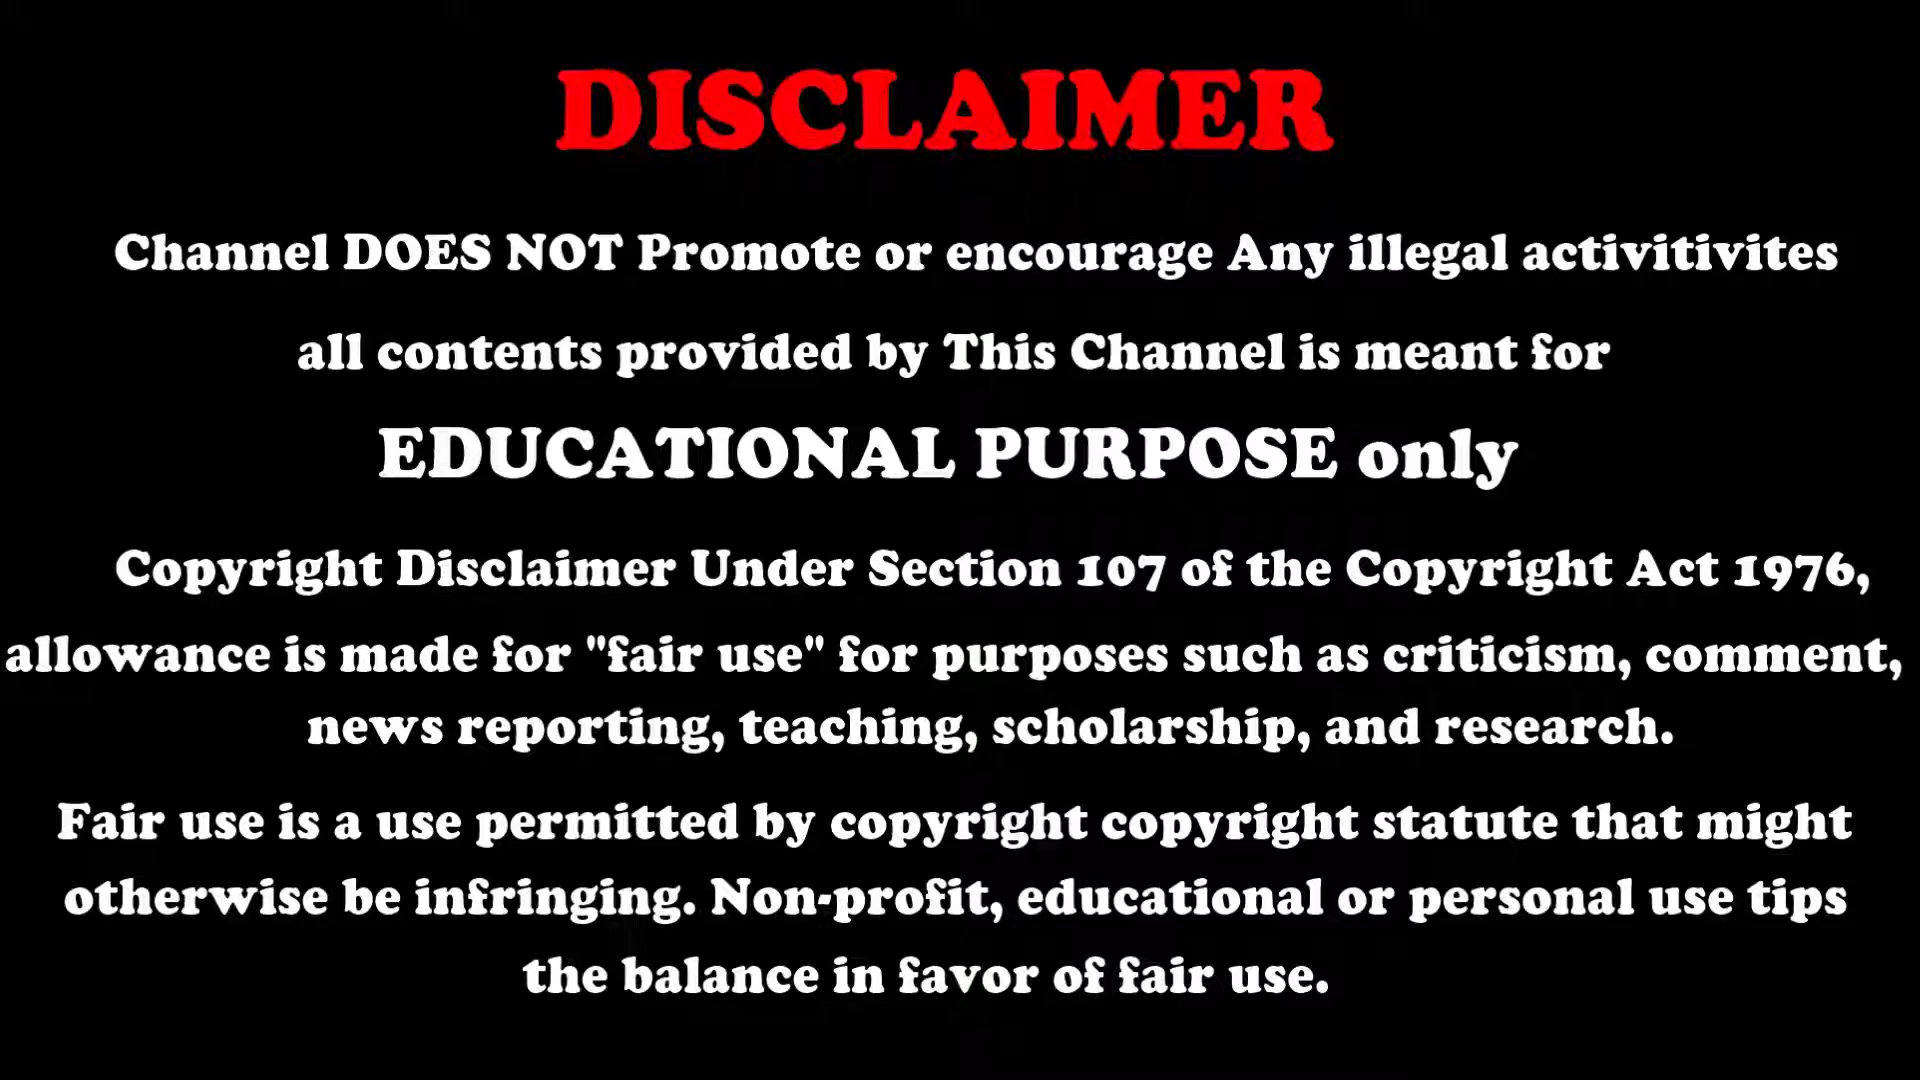 DISCLAIMER
Channel DOES NOT Promote or encourage Any illegal activitivites
all contents provided by This Channel is meant for
EDUCATIONAL PURPOSE only
Copyright Disclaimer Under Section 107 of the Copyright Act 1976,
allowance is made for "fair use" for purposes such as criticism, comment,
news reporting, teaching, scholarship, and research.
Fair use is a use permitted by copyright copyright statute that might
otherwise be infringing. Non-profit, educational or personal use tips
the balance in favor of fair use.